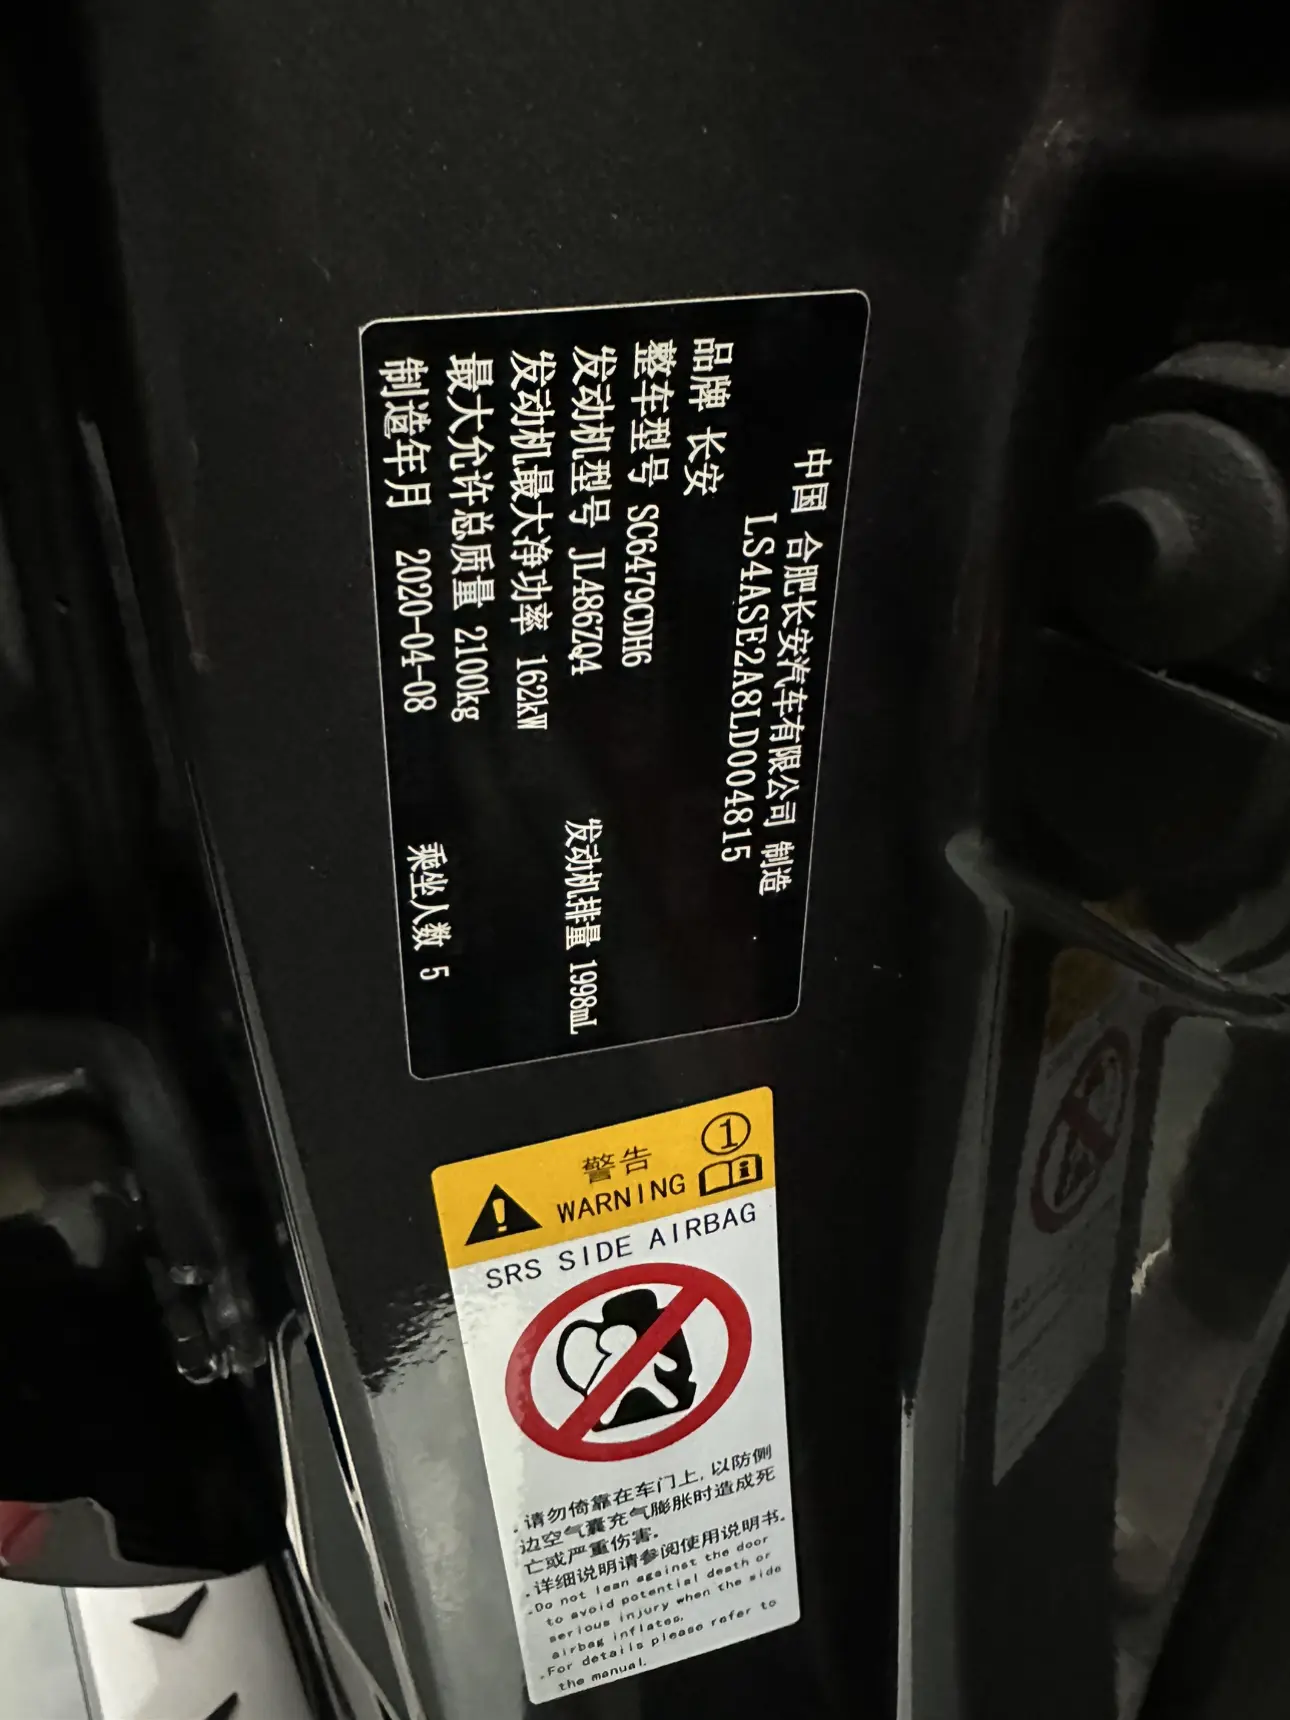 中国 合肥长安汽车有限公司 制造
LS4ASE2A8LD004815
品牌 长安
整车型号 SC6479CDH6
发动机型号 JL486ZQ4 发动机排量 1998mL
发动机最大净功率 162kW
最大允许总质量 2100kg
制造年月 2020-04-08 乘坐人数 5
警告 1
WARNING i
SRS SIDE AIRBAG
.请勿倚靠在车门上,以防侧
边空气囊充气膨胀时造成死
亡或严重伤害.
.详细说明请参阅使用说明书.
.Do not lean against the door
to avoid potential death or
serious injury when the side
airbag inflates.
.For details please refer to
the manual.